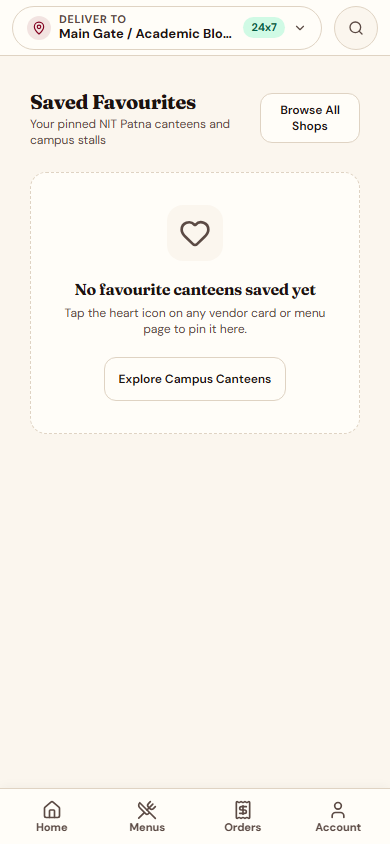 DELIVER TO
Main Gate / Academic Blo...
24x7
Saved Favourites
Your pinned NIT Patna canteens and
campus stalls
Browse All
Shops
No favourite canteens saved yet
Tap the heart icon on any vendor card or menu
page to pin it here.
Explore Campus Canteens
Home
Menus
Orders
Account